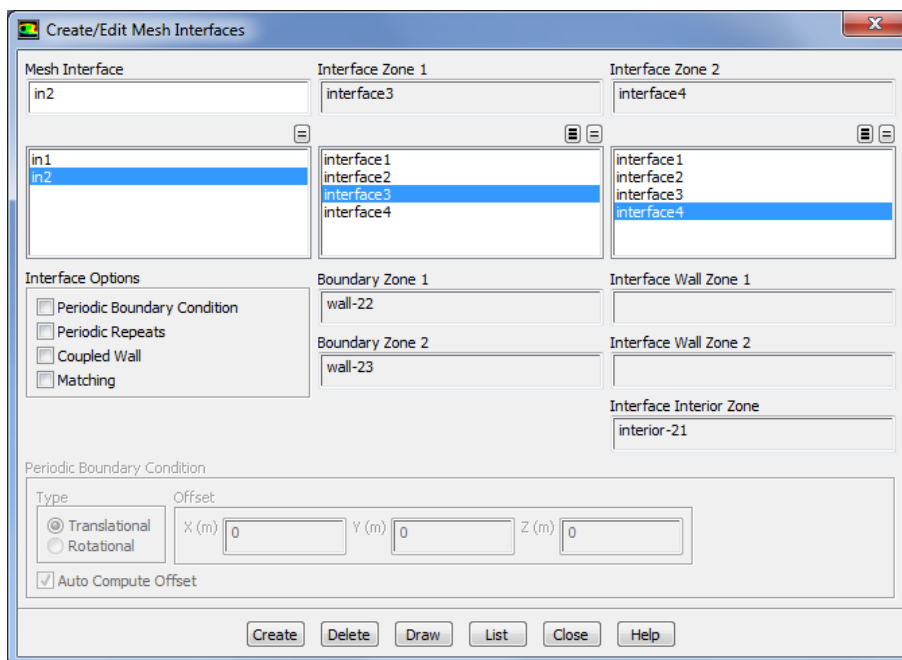 Create/Edit Mesh Interfaces
Mesh Interface
Interface Zone 1
Interface Zone 2
in2
interface3
interface4
in1
in2
interface1
interface2
interface3
interface4
interface1
interface2
interface3
interface4
Interface Options
Periodic Boundary Condition
Periodic Repeats
Coupled Wall
Matching
Boundary Zone 1
wall-22
Boundary Zone 2
wall-23
Interface Wall Zone 1
Interface Wall Zone 2
Interface Interior Zone
interior-21
Periodic Boundary Condition
Type
Translational
Rotational
Offset
X (m) 0
Y (m) 0
Z (m) 0
Auto Compute Offset
Create
Delete
Draw
List
Close
Help